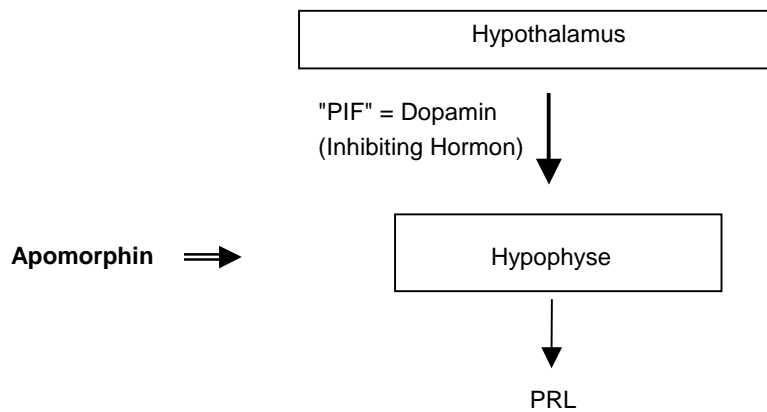 Hypothalamus
"PIF" = Dopamin
(Inhibiting Hormon)
Apomorphin
Hypophyse
PRL